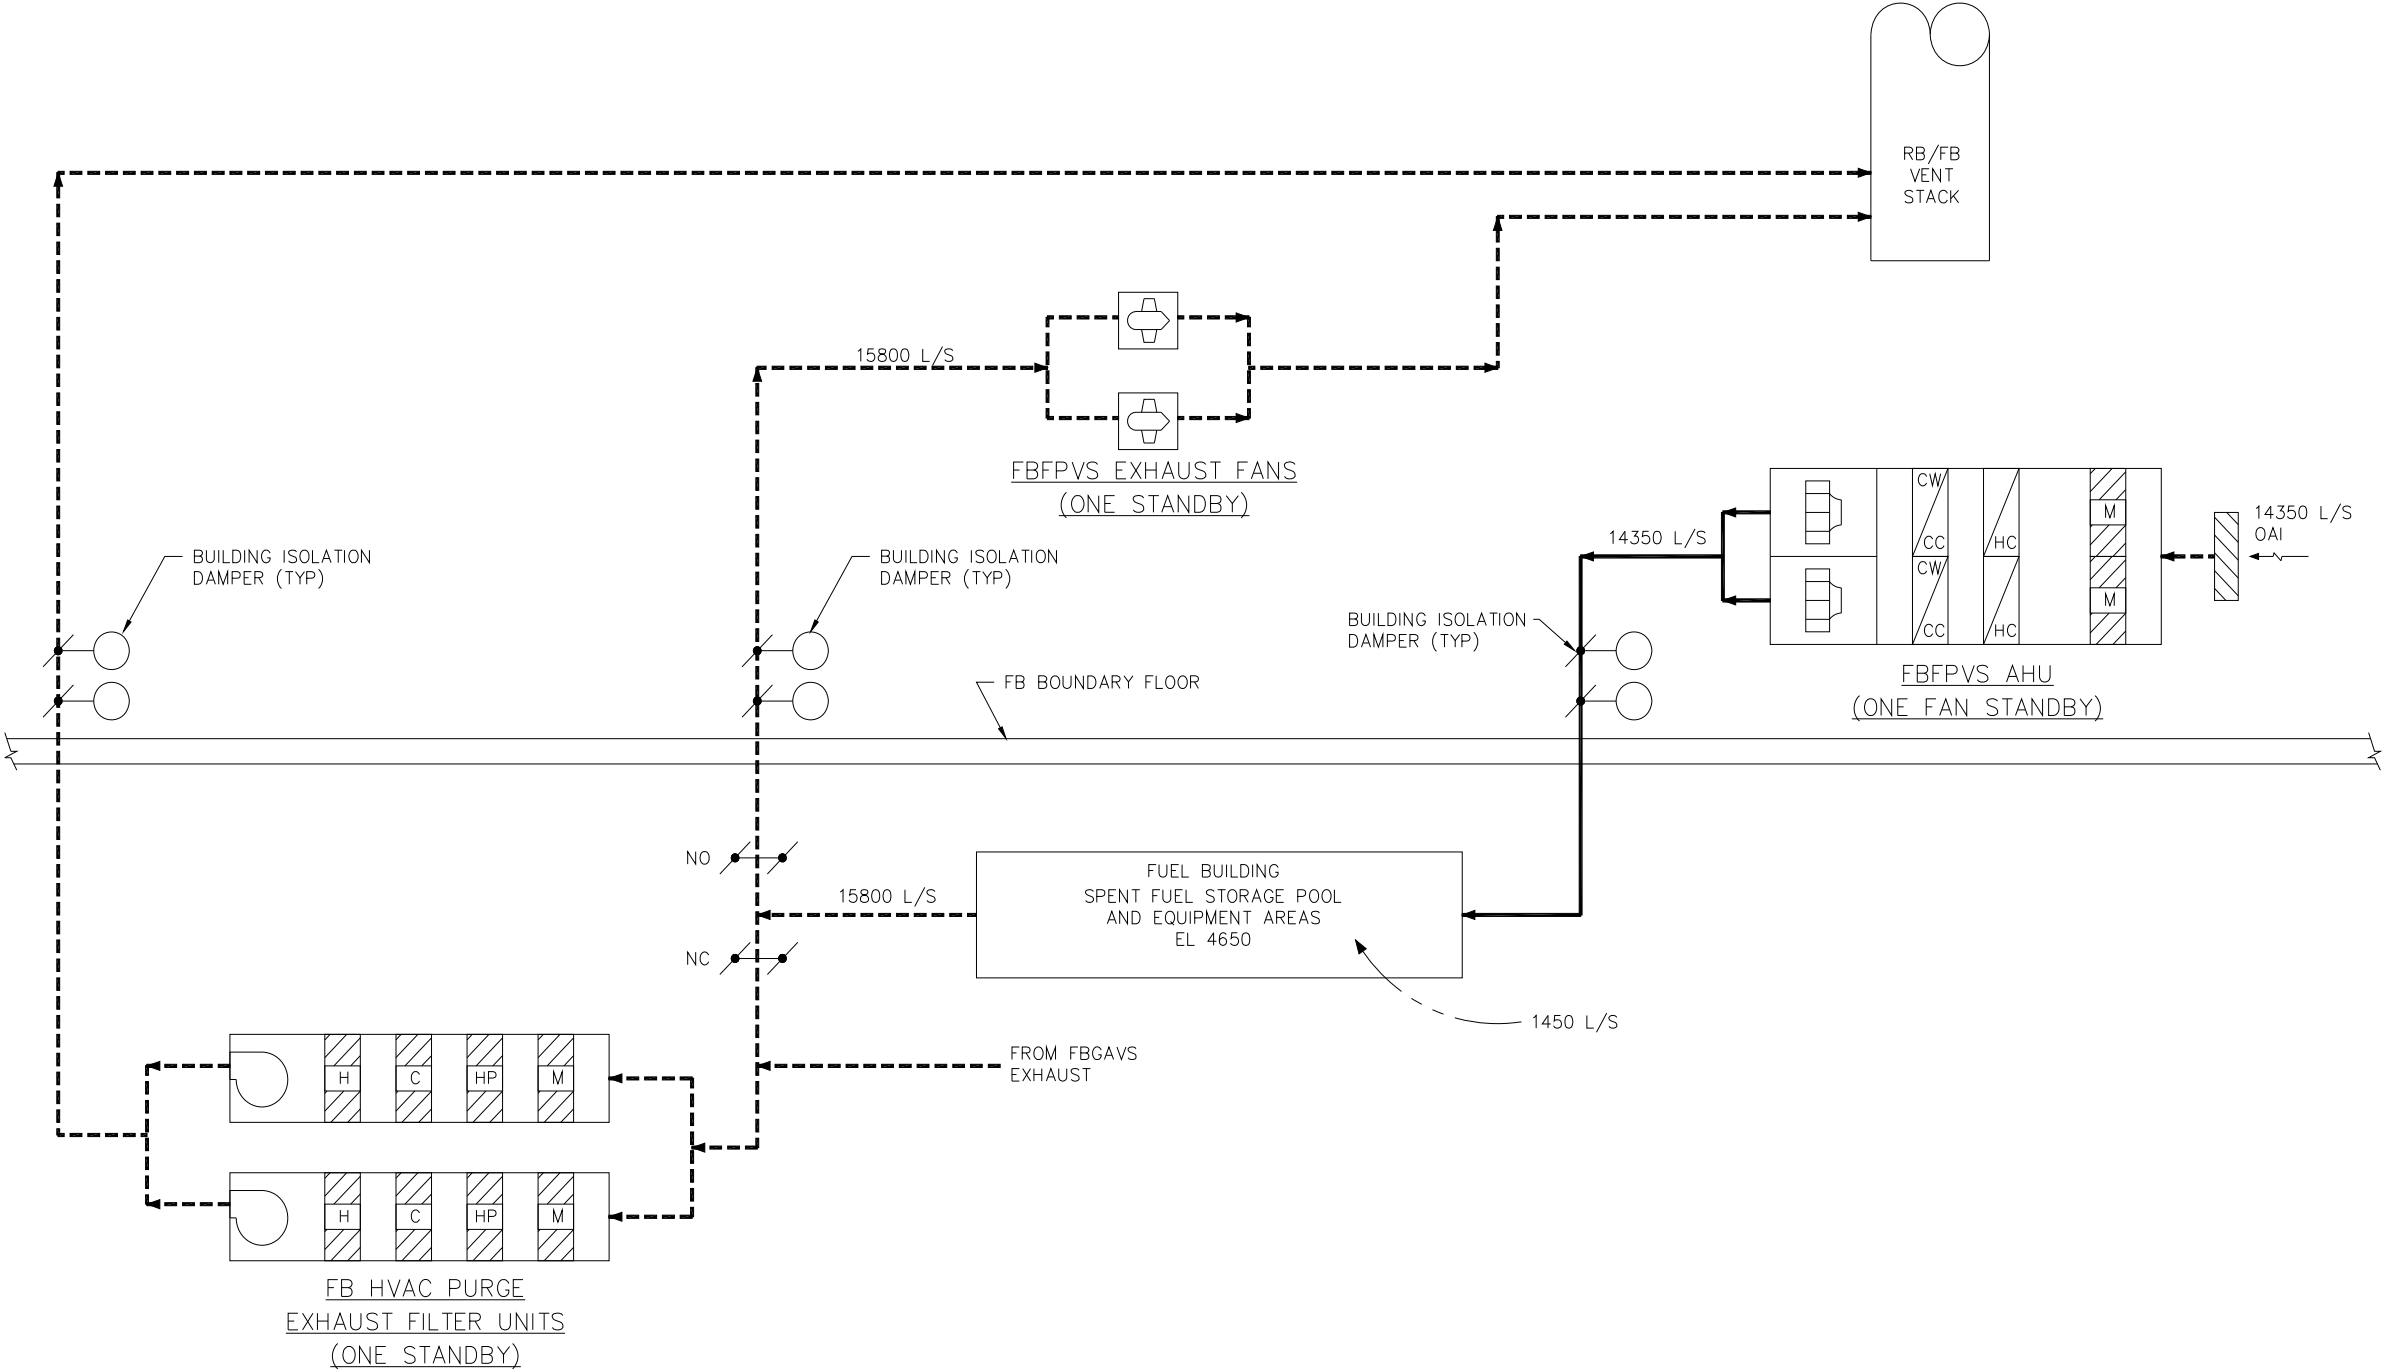 RB/FB
VENT
STACK
15800 L/S
FBFPVS EXHAUST FANS
(ONE STANDBY)
CW
CC
HC
M
CW
CC
HC
M
14350 L/S
OAI
14350 L/S
FBFPVS AHU
(ONE FAN STANDBY)
BUILDING ISOLATION
DAMPER (TYP)
BUILDING ISOLATION
DAMPER (TYP)
BUILDING ISOLATION
DAMPER (TYP)
FB BOUNDARY FLOOR
NO
15800 L/S
NC
FUEL BUILDING
SPENT FUEL STORAGE POOL
AND EQUIPMENT AREAS
EL 4650
1450 L/S
FROM FBGAVS
EXHAUST
H C HP M
H C HP M
FB HVAC PURGE
EXHAUST FILTER UNITS
(ONE STANDBY)